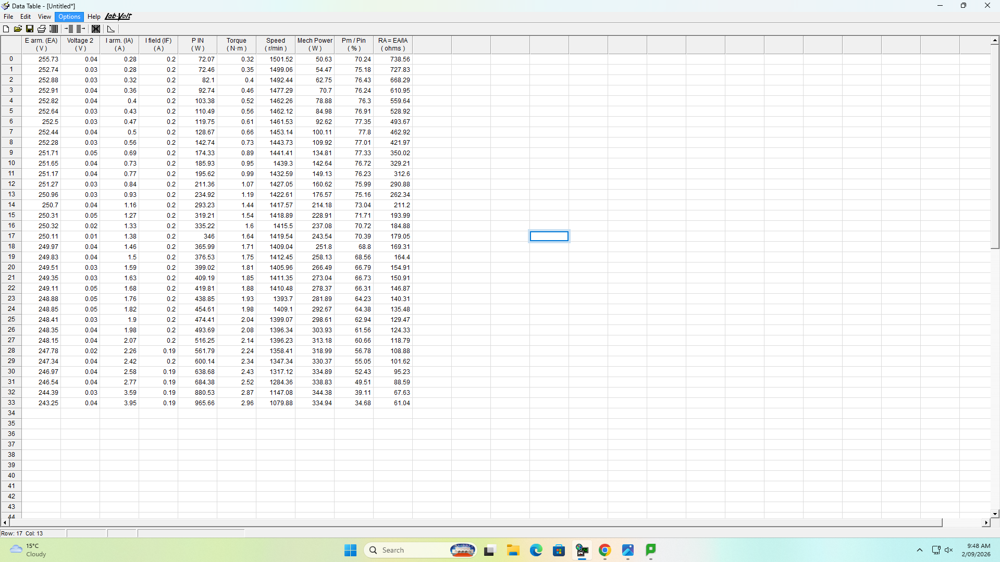 Data Table - [Untitled*]
File Edit View Options Help Lab-Volt
E arm. (EA) Voltage 2 I arm. (IA) I field (IF) P IN Torque Speed Mech Power Pm / Pin RA = EA/IA
( V ) ( V ) ( A ) ( A ) ( W ) ( N·m ) ( r/min ) ( W ) ( % ) ( ohms )
0 255.73 0.04 0.28 0.2 72.07 0.32 1501.52 50.63 70.24 738.56
1 252.74 0.03 0.28 0.2 72.46 0.35 1499.06 54.47 75.18 727.83
2 252.88 0.03 0.32 0.2 82.1 0.4 1492.44 62.75 76.43 668.29
3 252.91 0.04 0.36 0.2 92.74 0.46 1477.29 70.7 76.24 610.95
4 252.82 0.04 0.4 0.2 103.38 0.52 1462.26 78.88 76.3 559.64
5 252.64 0.03 0.43 0.2 110.49 0.56 1462.12 84.98 76.91 528.92
6 252.5 0.03 0.47 0.2 119.75 0.61 1461.53 92.62 77.35 493.67
7 252.44 0.04 0.5 0.2 128.67 0.66 1453.14 100.11 77.8 462.92
8 252.28 0.03 0.56 0.2 142.74 0.73 1443.73 109.92 77.01 421.97
9 251.71 0.05 0.69 0.2 174.33 0.89 1441.41 134.81 77.33 350.02
10 251.65 0.04 0.73 0.2 185.93 0.95 1439.3 142.64 76.72 329.21
11 251.17 0.04 0.77 0.2 195.62 0.99 1432.59 149.13 76.23 312.6
12 251.27 0.03 0.84 0.2 211.36 1.07 1427.05 160.62 75.99 290.88
13 250.96 0.03 0.93 0.2 234.92 1.19 1422.61 176.57 75.16 262.34
14 250.7 0.04 1.16 0.2 293.23 1.44 1417.57 214.18 73.04 211.2
15 250.31 0.05 1.27 0.2 319.21 1.54 1418.89 228.91 71.71 193.99
16 250.32 0.02 1.33 0.2 335.22 1.6 1415.5 237.08 70.72 184.88
17 250.11 0.01 1.38 0.2 346 1.64 1419.54 243.54 70.39 179.05
18 249.97 0.04 1.46 0.2 365.99 1.71 1409.04 251.8 68.8 169.31
19 249.83 0.04 1.5 0.2 376.53 1.75 1412.45 258.13 68.56 164.4
20 249.51 0.03 1.59 0.2 399.02 1.81 1405.96 266.49 66.79 154.91
21 249.35 0.03 1.63 0.2 409.19 1.85 1411.35 273.04 66.73 150.91
22 249.11 0.05 1.68 0.2 419.81 1.88 1410.48 278.37 66.31 146.87
23 248.88 0.05 1.76 0.2 438.85 1.93 1393.7 281.89 64.23 140.31
24 248.85 0.05 1.82 0.2 454.61 1.98 1409.1 292.67 64.38 135.48
25 248.41 0.03 1.9 0.2 474.41 2.04 1399.07 298.61 62.94 129.47
26 248.35 0.04 1.98 0.2 493.69 2.08 1396.34 303.93 61.56 124.33
27 248.15 0.04 2.07 0.2 516.25 2.14 1396.23 313.18 60.66 118.79
28 247.78 0.02 2.26 0.19 561.79 2.24 1358.41 318.99 56.78 108.88
29 247.34 0.04 2.42 0.2 600.14 2.34 1347.34 330.37 55.05 101.62
30 246.97 0.04 2.58 0.19 638.68 2.43 1317.12 334.89 52.43 95.23
31 246.54 0.04 2.77 0.19 684.38 2.52 1284.36 338.83 49.51 88.59
32 244.39 0.03 3.59 0.19 880.53 2.87 1147.08 344.38 39.11 67.63
33 243.25 0.04 3.95 0.19 965.66 2.96 1079.88 334.94 34.68 61.04
34
35
36
37
38
39
40
41
42
43
44
Row: 17 Col: 13
15°C
Cloudy
Search
9:48 AM
2/09/2026